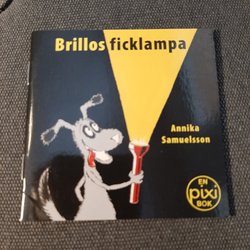 Brillos ficklampa
Annika
Samuelsson
EN
pixi
BOK